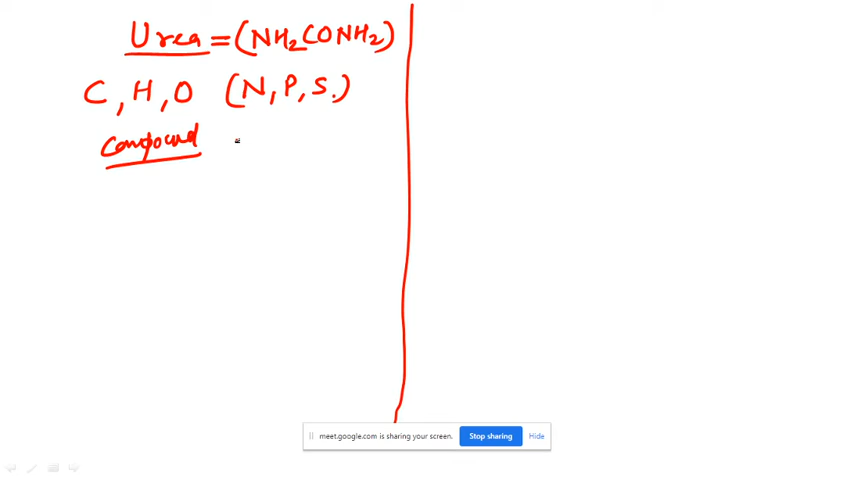 Urea = (NH₂CONH₂)
C, H, O (N, P, S.)
Compound
meet.google.com is sharing your screen. Stop sharing Hide